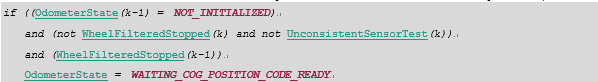 if ((OdometerState(k-1) = NOT_INITIALIZED)
and (not WheelFilteredStopped(k) and not UnconsistentSensorTest(k))
and (WheelFilteredStopped(k-1))
OdometerState = WAITING_COG_POSITION_CODE_READY